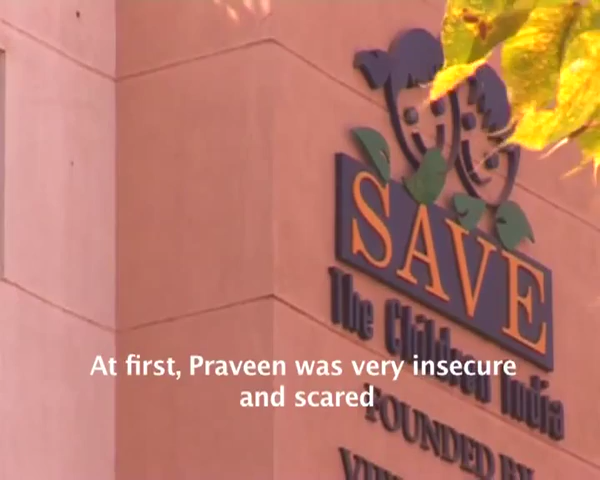 SAVE
The Children India
FOUNDED BY
At first, Praveen was very insecure
and scared